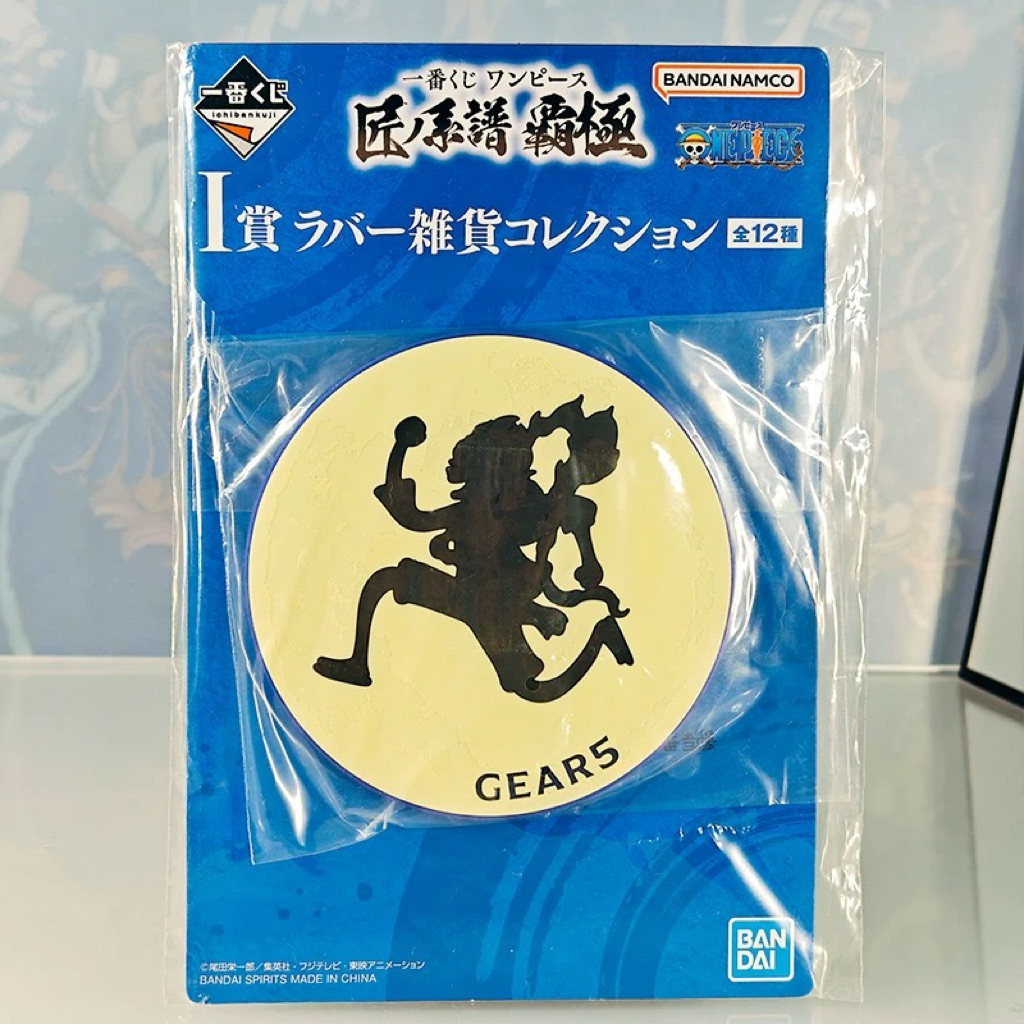 一番くじ
ichibankuji
一番くじ ワンピース
匠ノ系譜 覇極
BANDAI NAMCO
ワンピース
ONE PIECE
I賞 ラバー雑貨コレクション 全12種
GEAR5
©尾田栄一郎／集英社・フジテレビ・東映アニメーション
BANDAI SPIRITS MADE IN CHINA
BAN
DAI